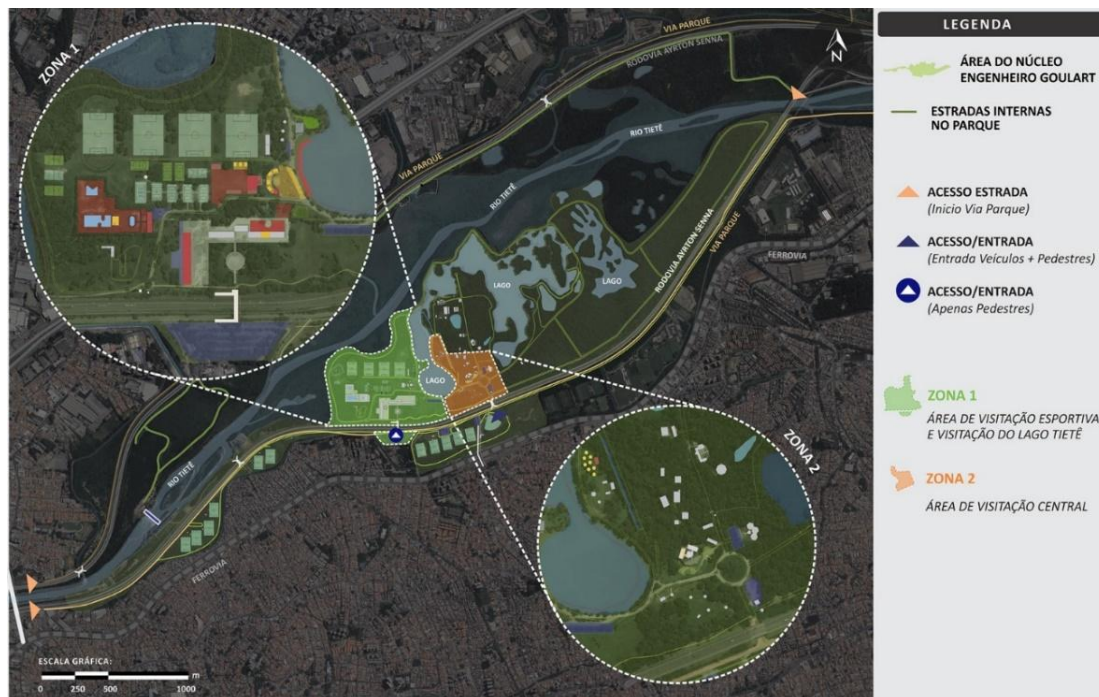 ZONA 1
VIA PARQUE
RODOVIA AYRTON SENNA
N
RIO TIETÊ
VIA PARQUE
RIO TIETÊ
LAGO
LAGO
RODOVIA AYRTON SENNA
VIA PARQUE
FERROVIA
LAGO
ZONA 2
RIO TIETÊ
FERROVIA
ESCALA GRÁFICA:
m
0 250 500 1000
LEGENDA
ÁREA DO NÚCLEO
ENGENHEIRO GOULART
ESTRADAS INTERNAS
NO PARQUE
ACESSO ESTRADA
(Inicio Via Parque)
ACESSO/ENTRADA
(Entrada Veículos + Pedestres)
ACESSO/ENTRADA
(Apenas Pedestres)
ZONA 1
ÁREA DE VISITAÇÃO ESPORTIVA
E VISITAÇÃO DO LAGO TIETÊ
ZONA 2
ÁREA DE VISITAÇÃO CENTRAL